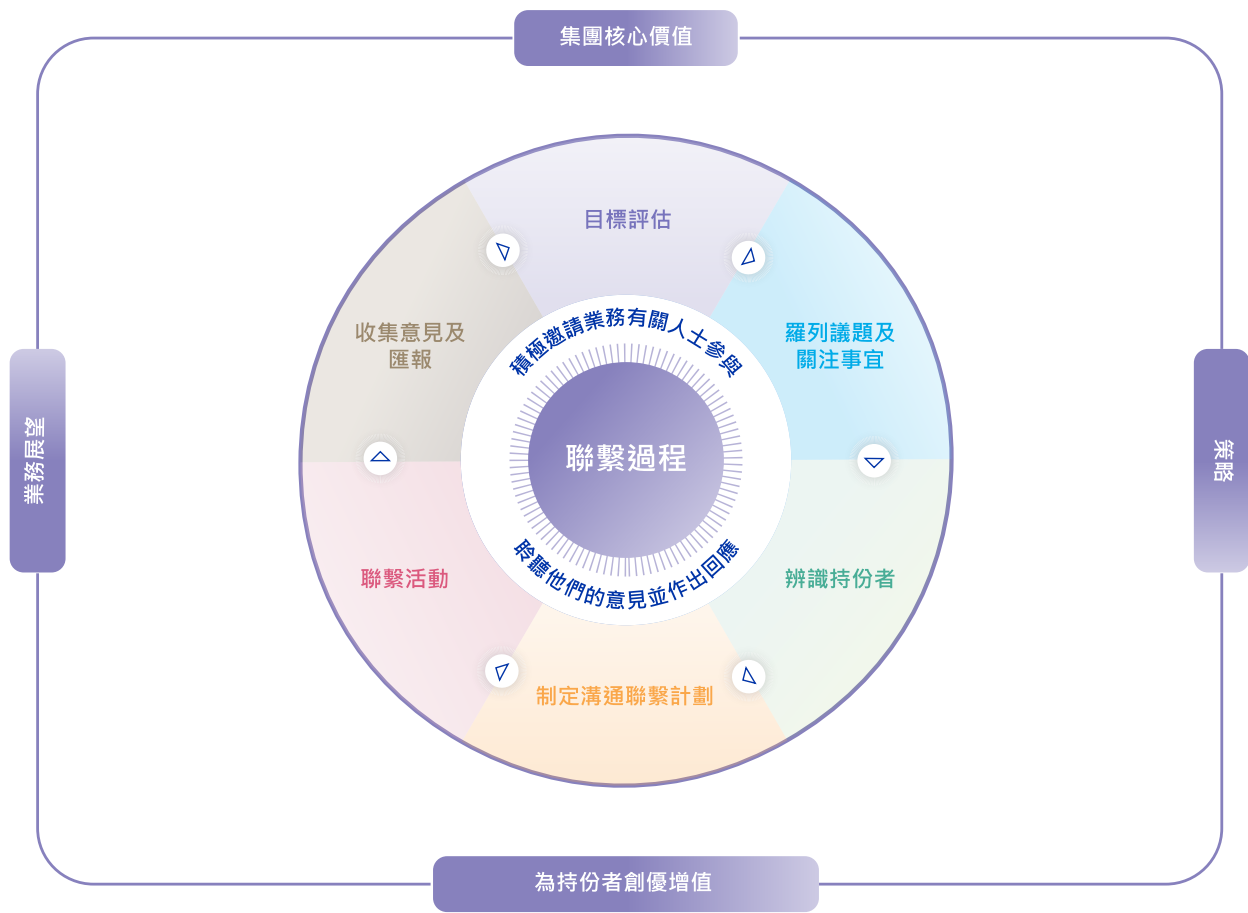 集團核心價值
目標評估
羅列議題及
關注事宜
辨識持份者
制定溝通聯繫計劃
聯繫活動
收集意見及
匯報
積極邀請業務有關人士參與
聯繫過程
聆聽他們的意見並作出回應
業務展望
策略
為持份者創優增值